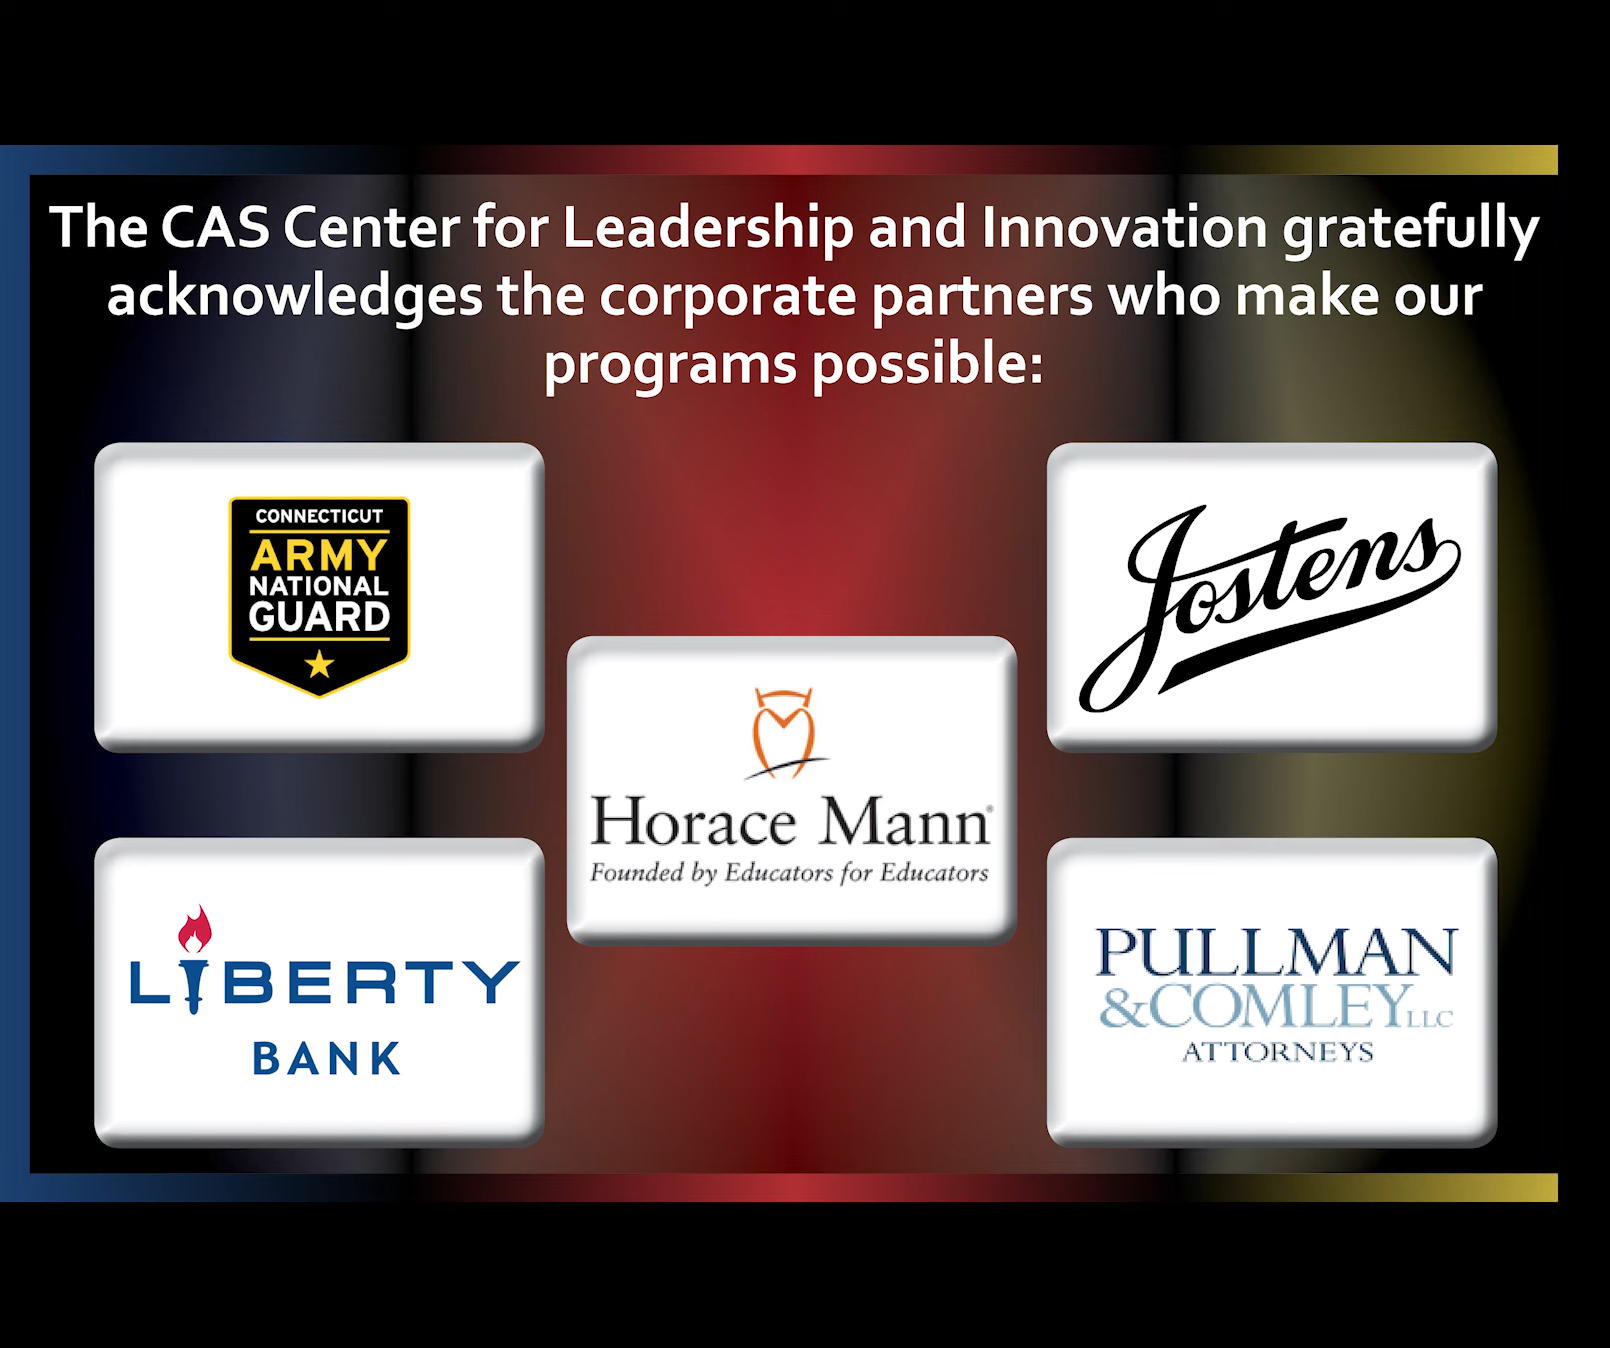 The CAS Center for Leadership and Innovation gratefully
acknowledges the corporate partners who make our
programs possible:
CONNECTICUT
ARMY
NATIONAL
GUARD
Jostens
Horace Mann®
Founded by Educators for Educators
LIBERTY
BANK
PULLMAN
&COMLEY LLC
ATTORNEYS